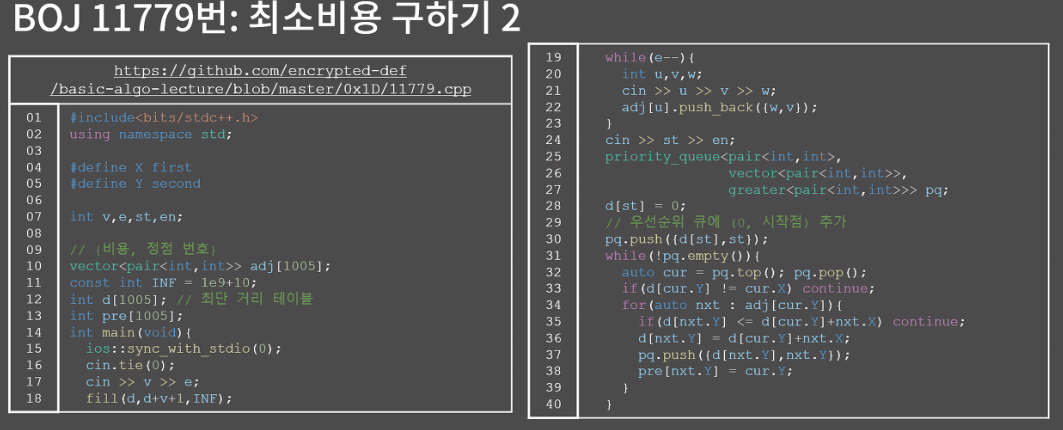 BOJ 11779번: 최소비용 구하기 2
https://github.com/encrypted-def
/basic-algo-lecture/blob/master/0x1D/11779.cpp
01 #include<bits/stdc++.h>
02 using namespace std;
03
04 #define X first
05 #define Y second
06
07 int v,e,st,en;
08
09 // {비용, 정점 번호}
10 vector<pair<int,int>> adj[1005];
11 const int INF = 1e9+10;
12 int d[1005]; // 최단 거리 테이블
13 int pre[1005];
14 int main(void){
15   ios::sync_with_stdio(0);
16   cin.tie(0);
17   cin >> v >> e;
18   fill(d,d+v+1,INF);
19   while(e--){
20     int u,v,w;
21     cin >> u >> v >> w;
22     adj[u].push_back({w,v});
23   }
24   cin >> st >> en;
25   priority_queue<pair<int,int>,
26                  vector<pair<int,int>>,
27                  greater<pair<int,int>>> pq;
28   d[st] = 0;
29   // 우선순위 큐에 (0, 시작점) 추가
30   pq.push({d[st],st});
31   while(!pq.empty()){
32     auto cur = pq.top(); pq.pop();
33     if(d[cur.Y] != cur.X) continue;
34     for(auto nxt : adj[cur.Y]){
35       if(d[nxt.Y] <= d[cur.Y]+nxt.X) continue;
36       d[nxt.Y] = d[cur.Y]+nxt.X;
37       pq.push({d[nxt.Y],nxt.Y});
38       pre[nxt.Y] = cur.Y;
39     }
40   }